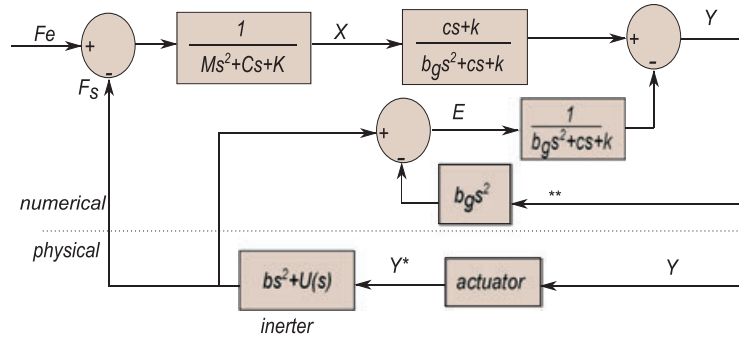 Fe
+
-
Fs
1
Ms²+Cs+K
X
cs+k
bgs²+cs+k
+
-
Y
+
-
E
1
bgs²+cs+k
bgs²
**
numerical
physical
bs²+U(s)
inerter
Y*
actuator
Y